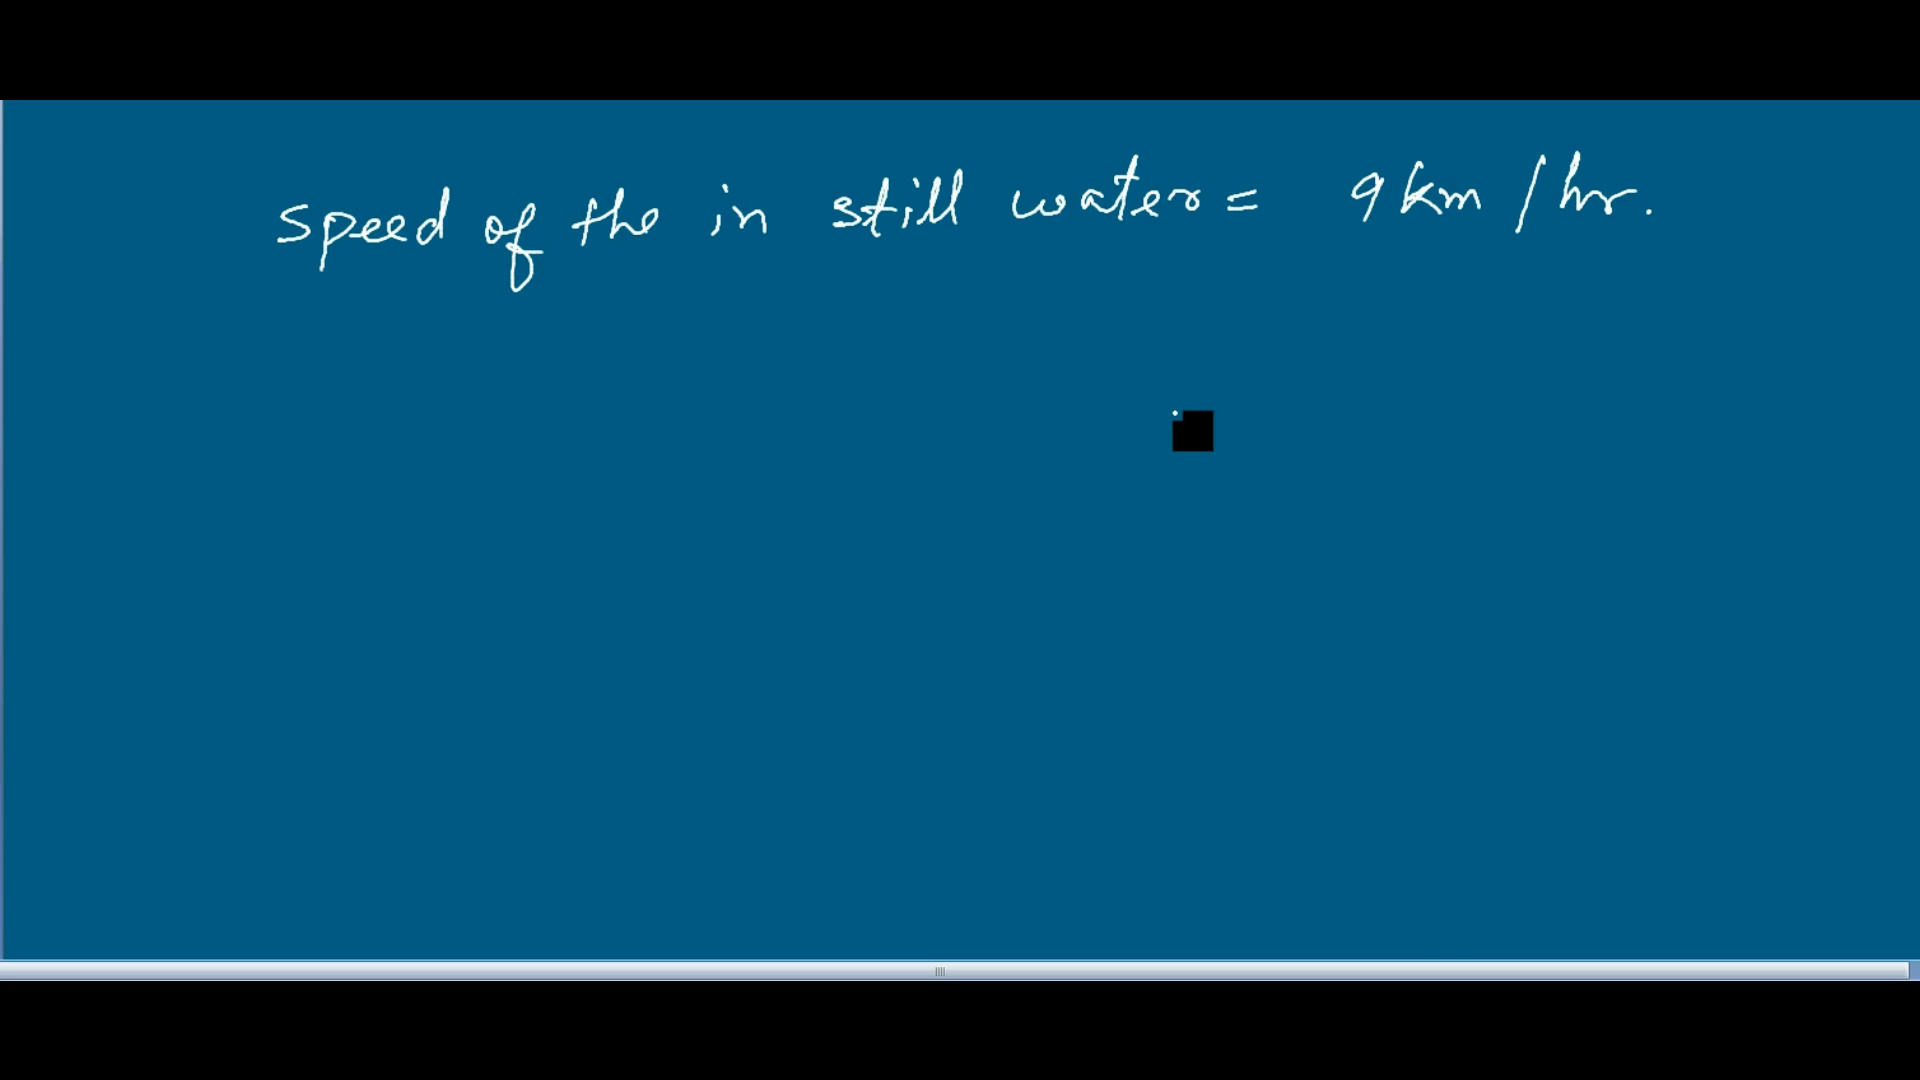 speed of the in still water = 9 km / hr.